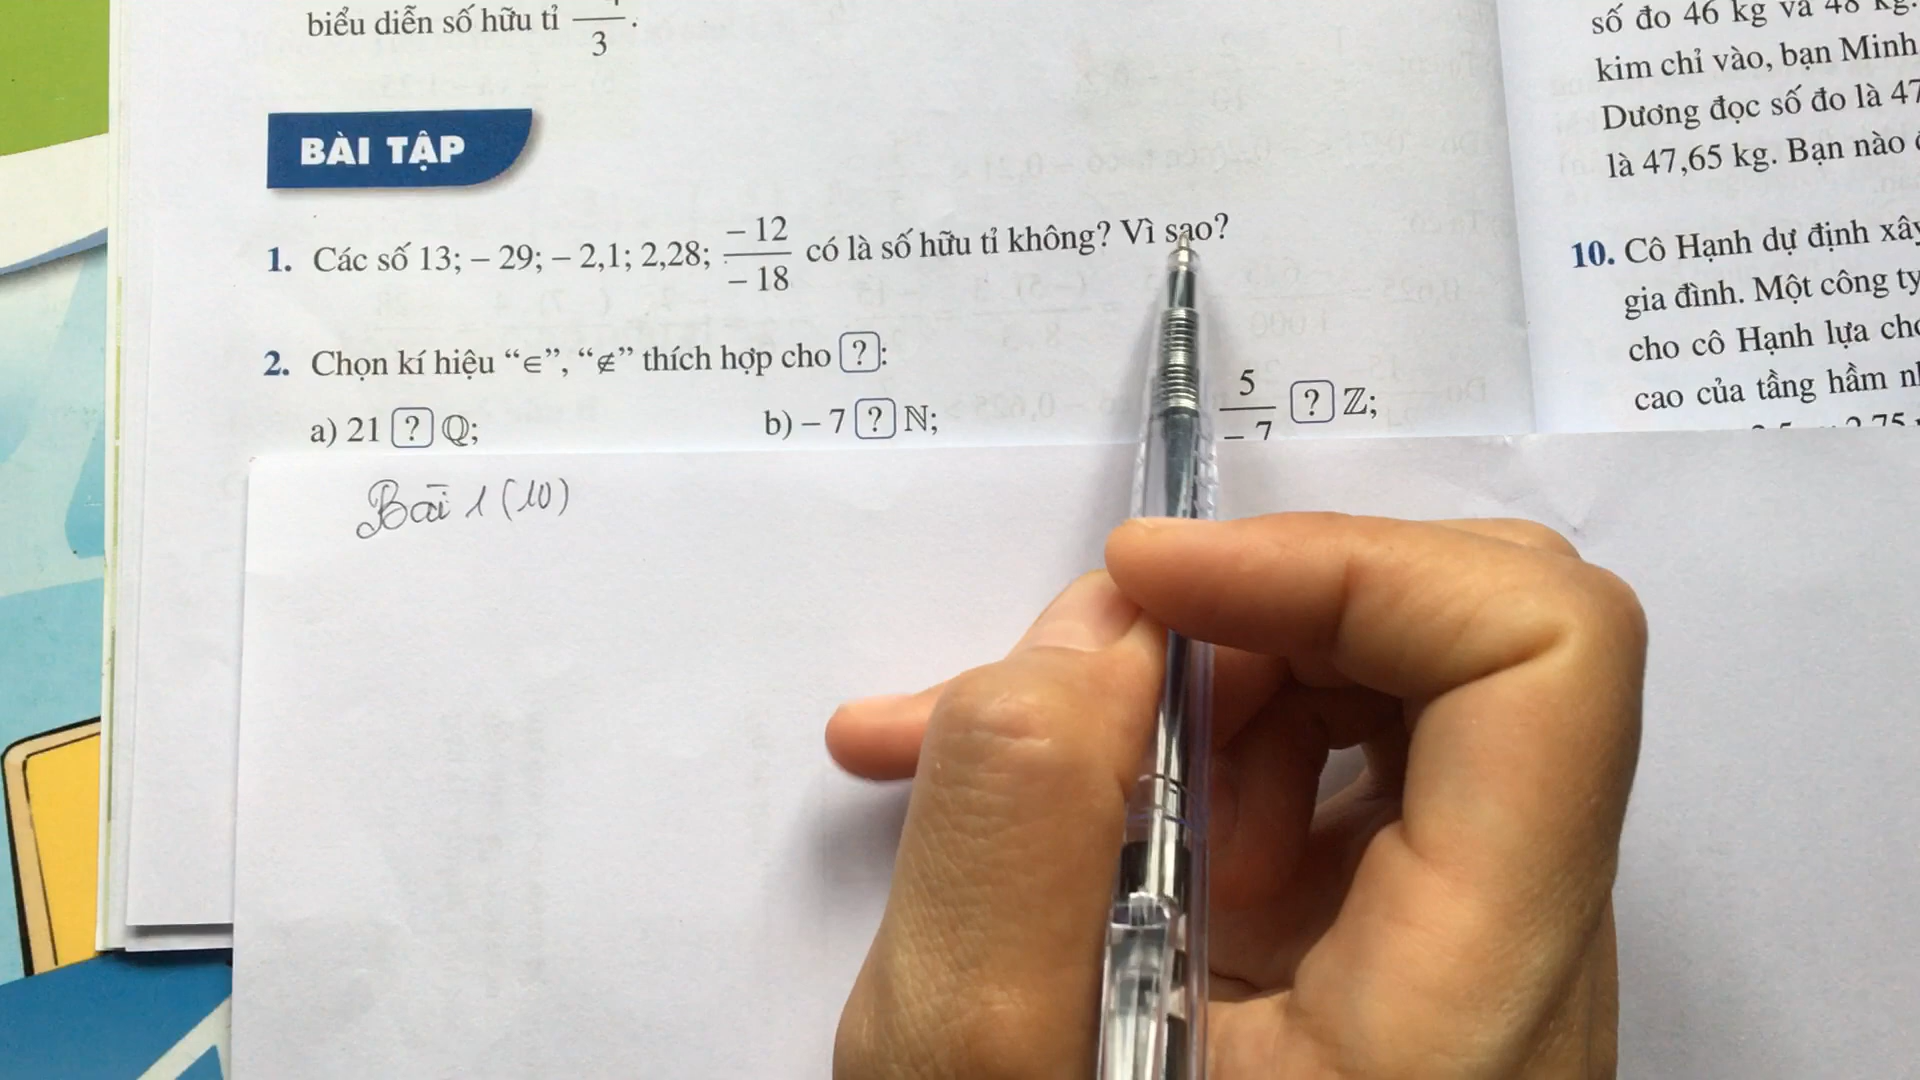 biểu diễn số hữu tỉ /3.
BÀI TẬP
1. Các số 13; – 29; – 2,1; 2,28; –12/–18 có là số hữu tỉ không? Vì sao?
2. Chọn kí hiệu “∈”, “∉” thích hợp cho ?:
a) 21 ? ℚ;
b) – 7 ? ℕ;
5/–7 ? ℤ;
Bài 1 (10)
số đo 46 kg và 48 kg.
kim chỉ vào, bạn Minh
Dương đọc số đo là 47
là 47,65 kg. Bạn nào
10. Cô Hạnh dự định xây
gia đình. Một công ty
cho cô Hạnh lựa
cao của tầng hầm